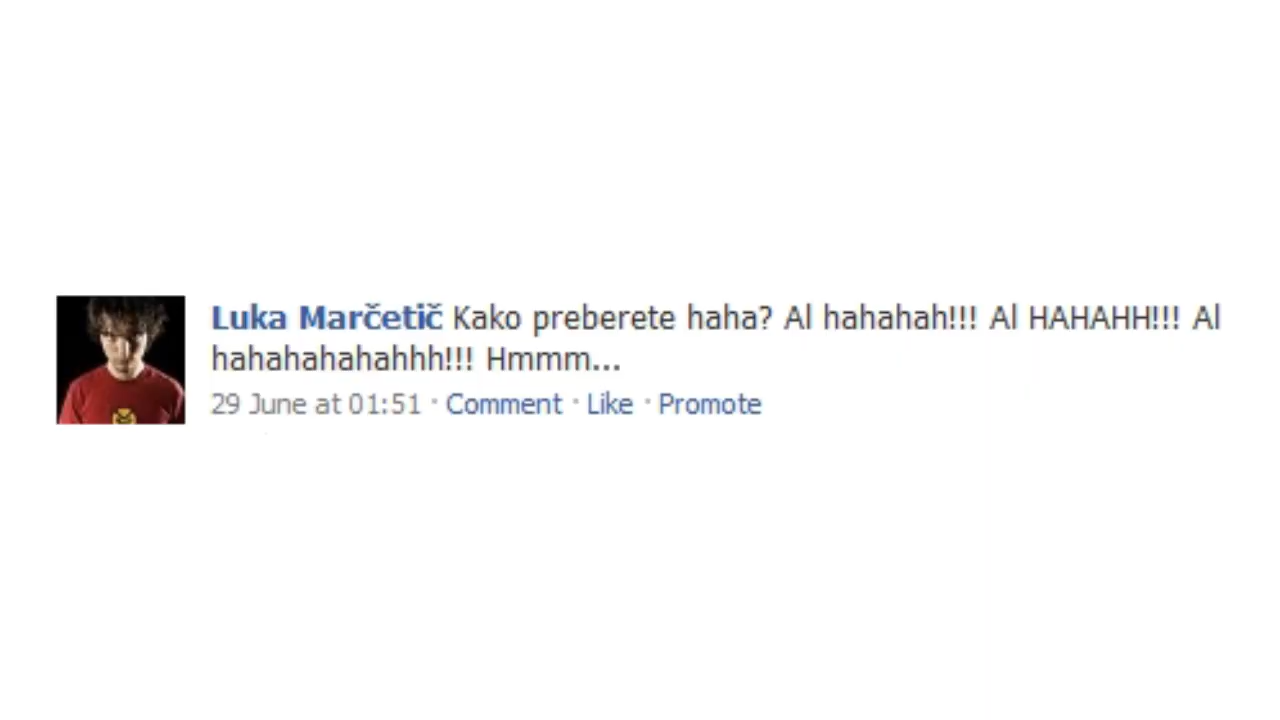 Luka Marčetič Kako preberete haha? Al hahahah!!! Al HAHAHH!!! Al
hahahahahahhh!!! Hmmm...
29 June at 01:51 · Comment · Like · Promote